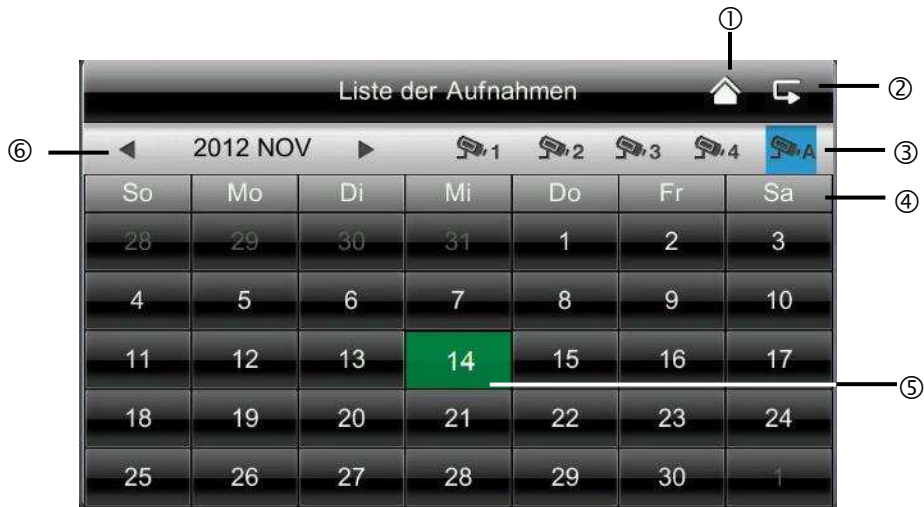 ①
Liste der Aufnahmen ②
⑥ 2012 NOV 1 2 3 4 A ③
So Mo Di Mi Do Fr Sa ④
28 29 30 31 1 2 3
4 5 6 7 8 9 10
11 12 13 14 15 16 17
⑤
18 19 20 21 22 23 24
25 26 27 28 29 30 1